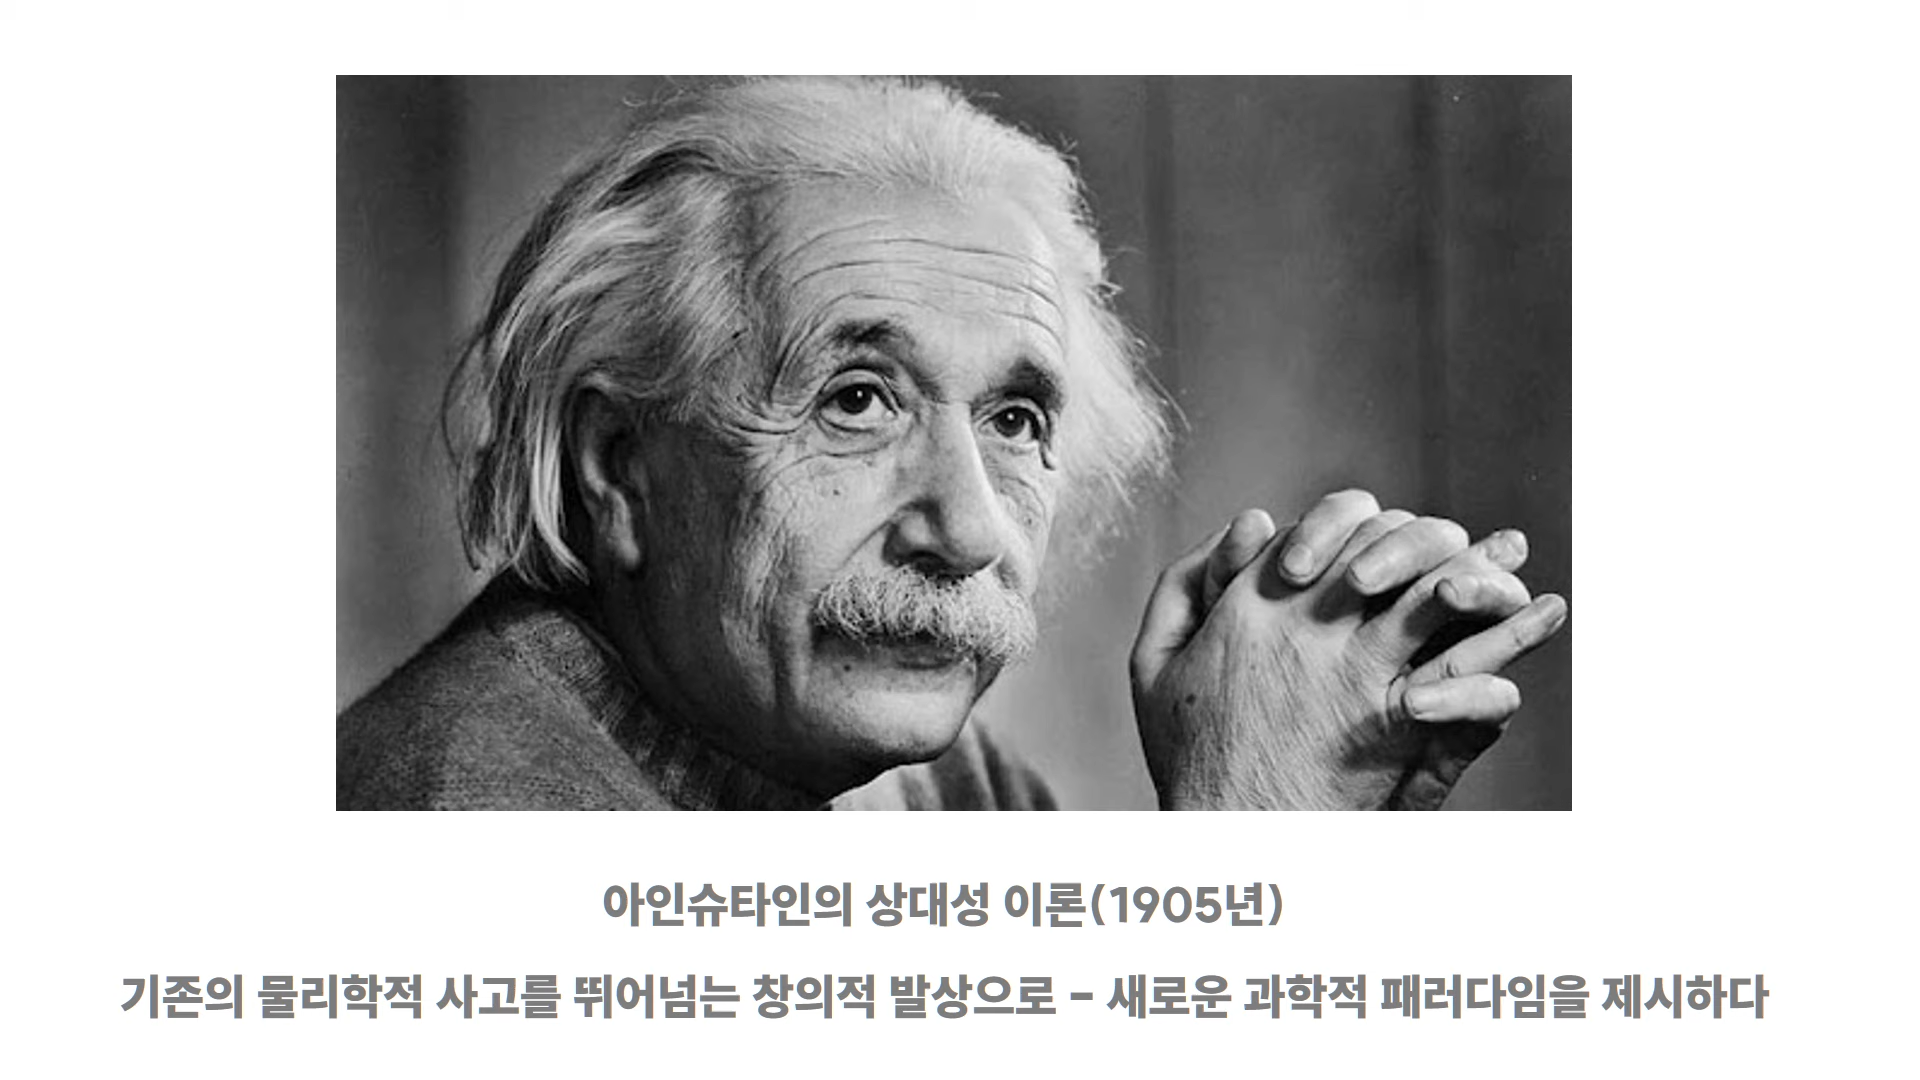 아인슈타인의 상대성 이론(1905년)
기존의 물리학적 사고를 뛰어넘는 창의적 발상으로 - 새로운 과학적 패러다임을 제시하다